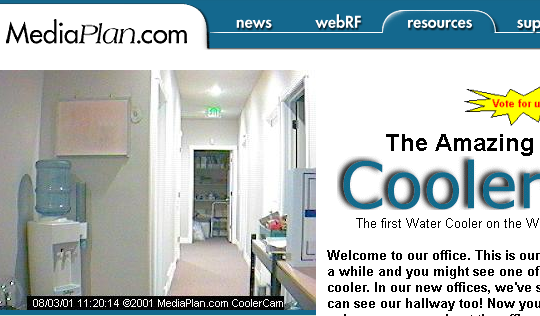 MediaPlan.com
news webRF resources sup
Vote for u
The Amazing
Cooler
The first Water Cooler on the W
Welcome to our office. This is our
a while and you might see one of
cooler. In our new offices, we've s
can see our hallway too! Now you
08/03/01 11:20:14 ©2001 MediaPlan.com CoolerCam